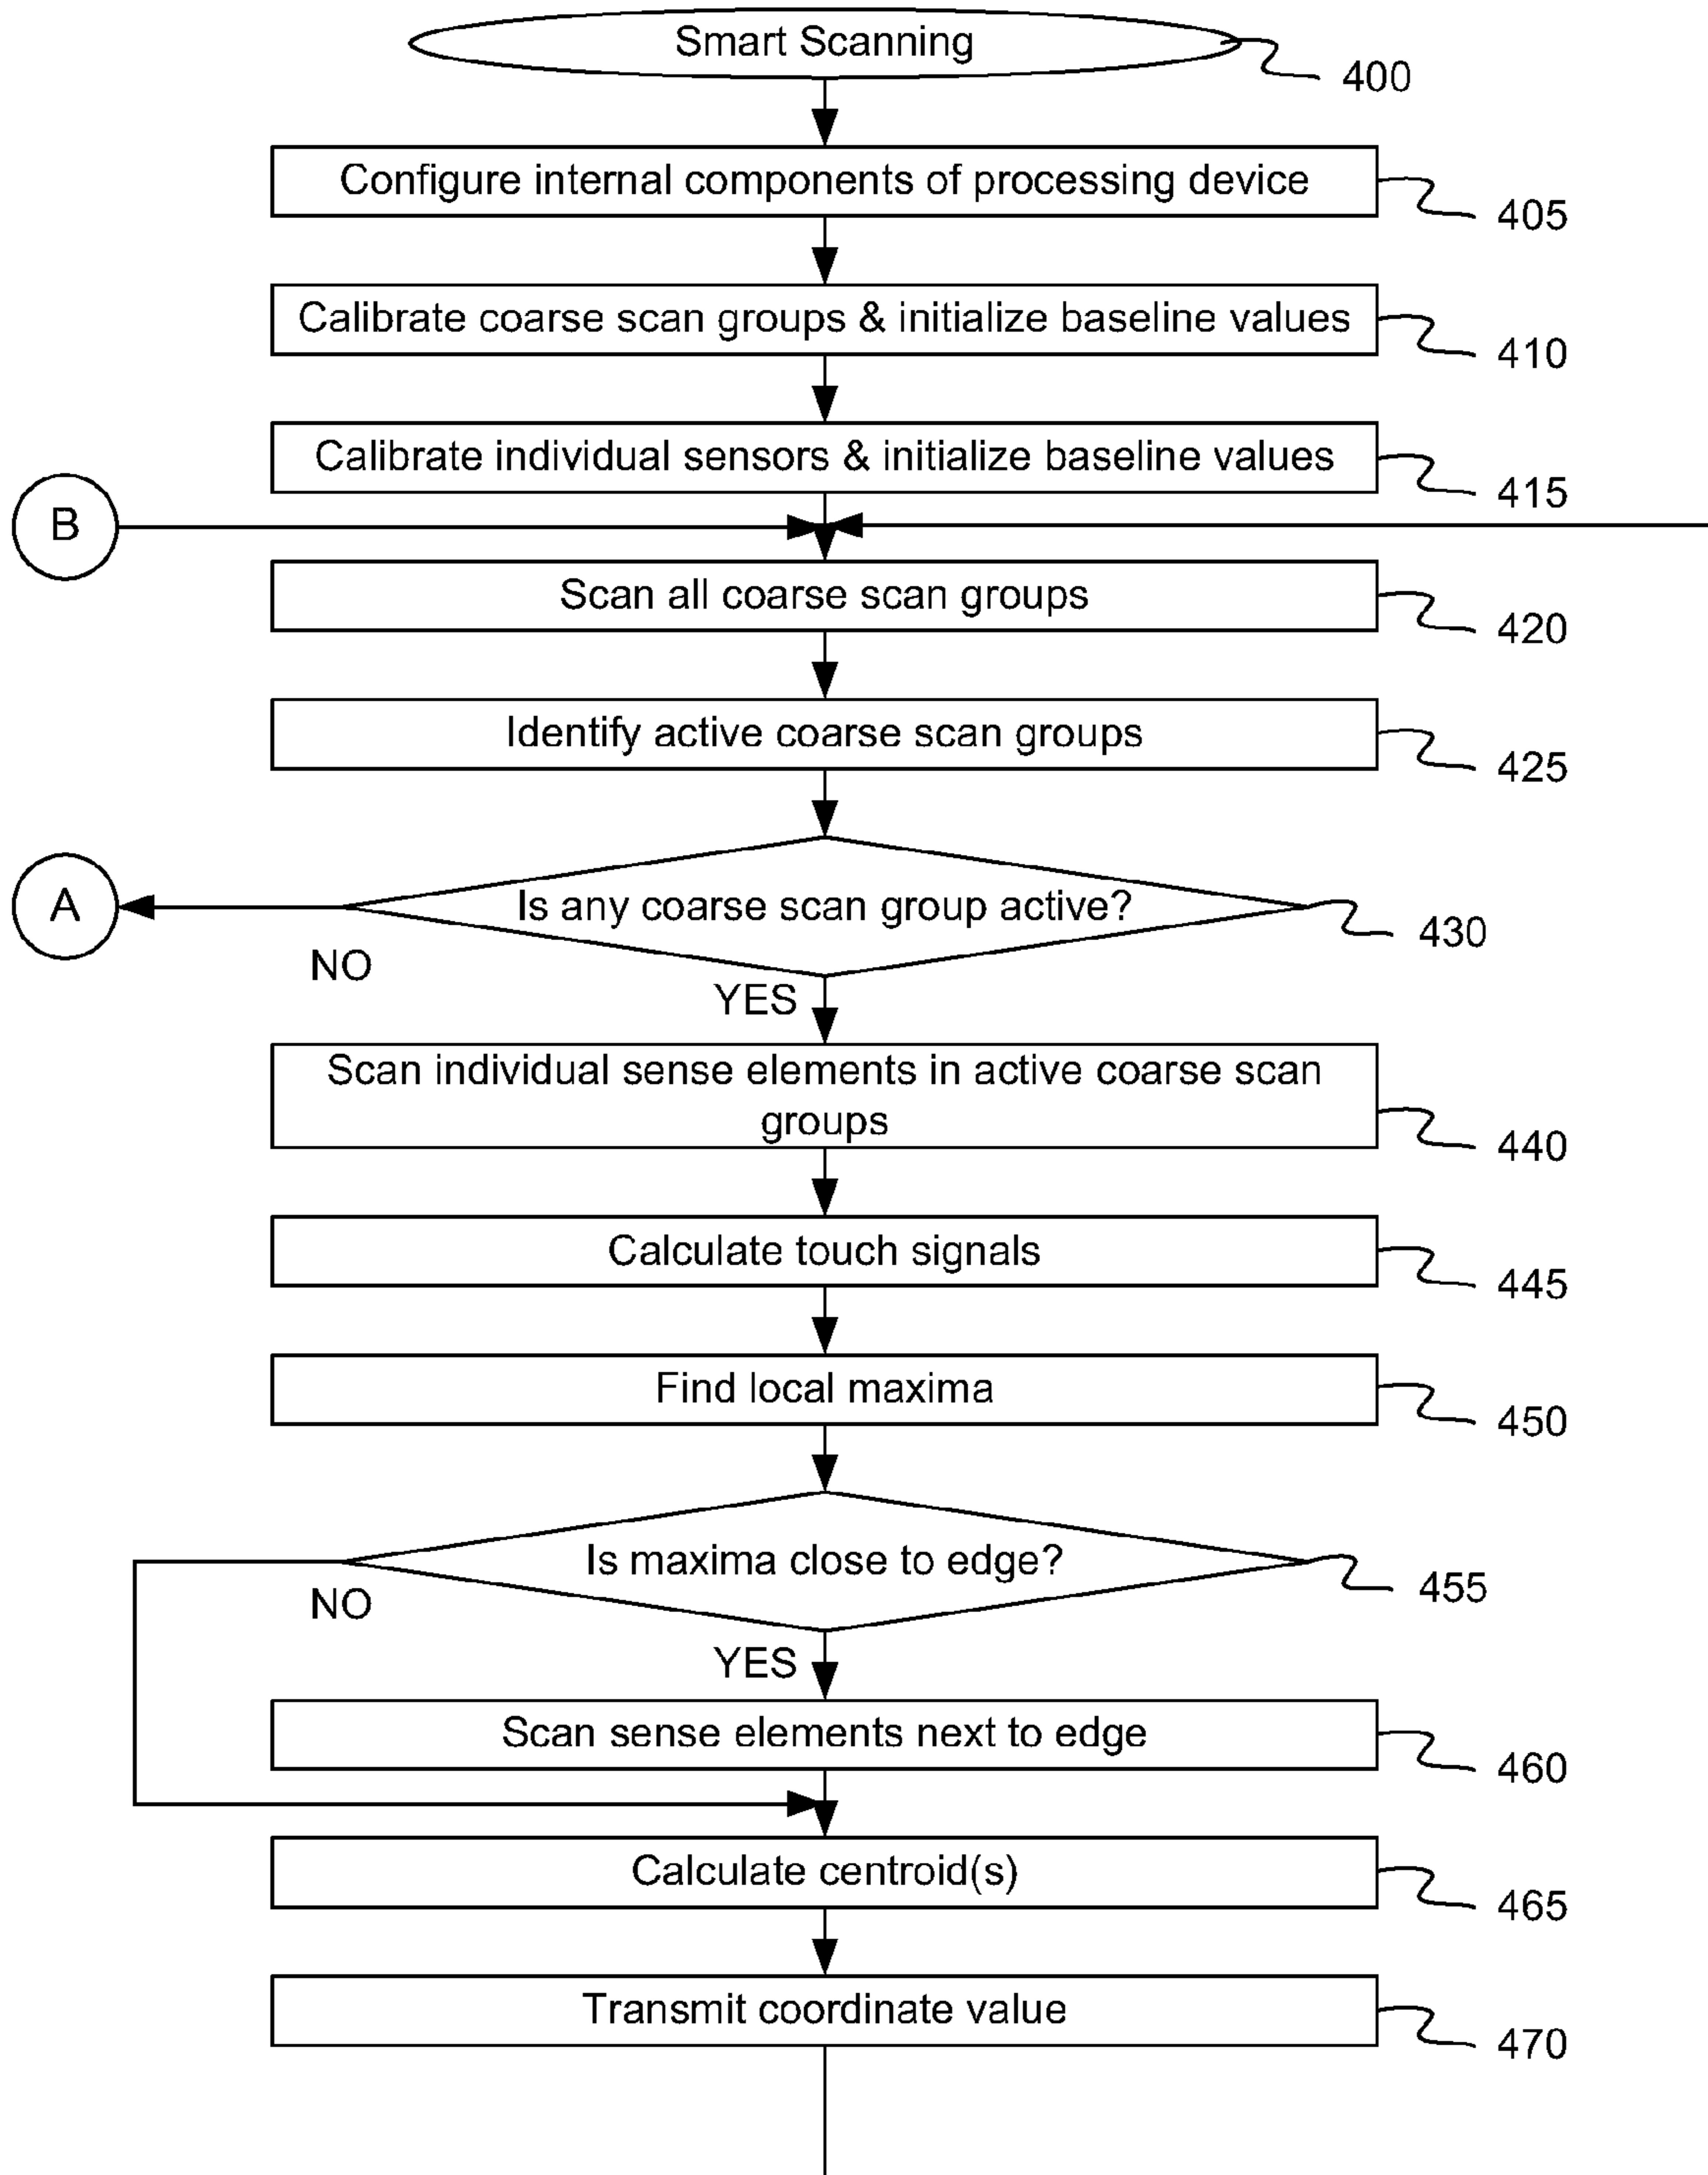 Smart Scanning
400
Configure internal components of processing device
405
Calibrate coarse scan groups & initialize baseline values
410
Calibrate individual sensors & initialize baseline values
415
B
Scan all coarse scan groups
420
Identify active coarse scan groups
425
A
Is any coarse scan group active?
430
NO
YES
Scan individual sense elements in active coarse scan
groups
440
Calculate touch signals
445
Find local maxima
450
Is maxima close to edge?
455
NO
YES
Scan sense elements next to edge
460
Calculate centroid(s)
465
Transmit coordinate value
470